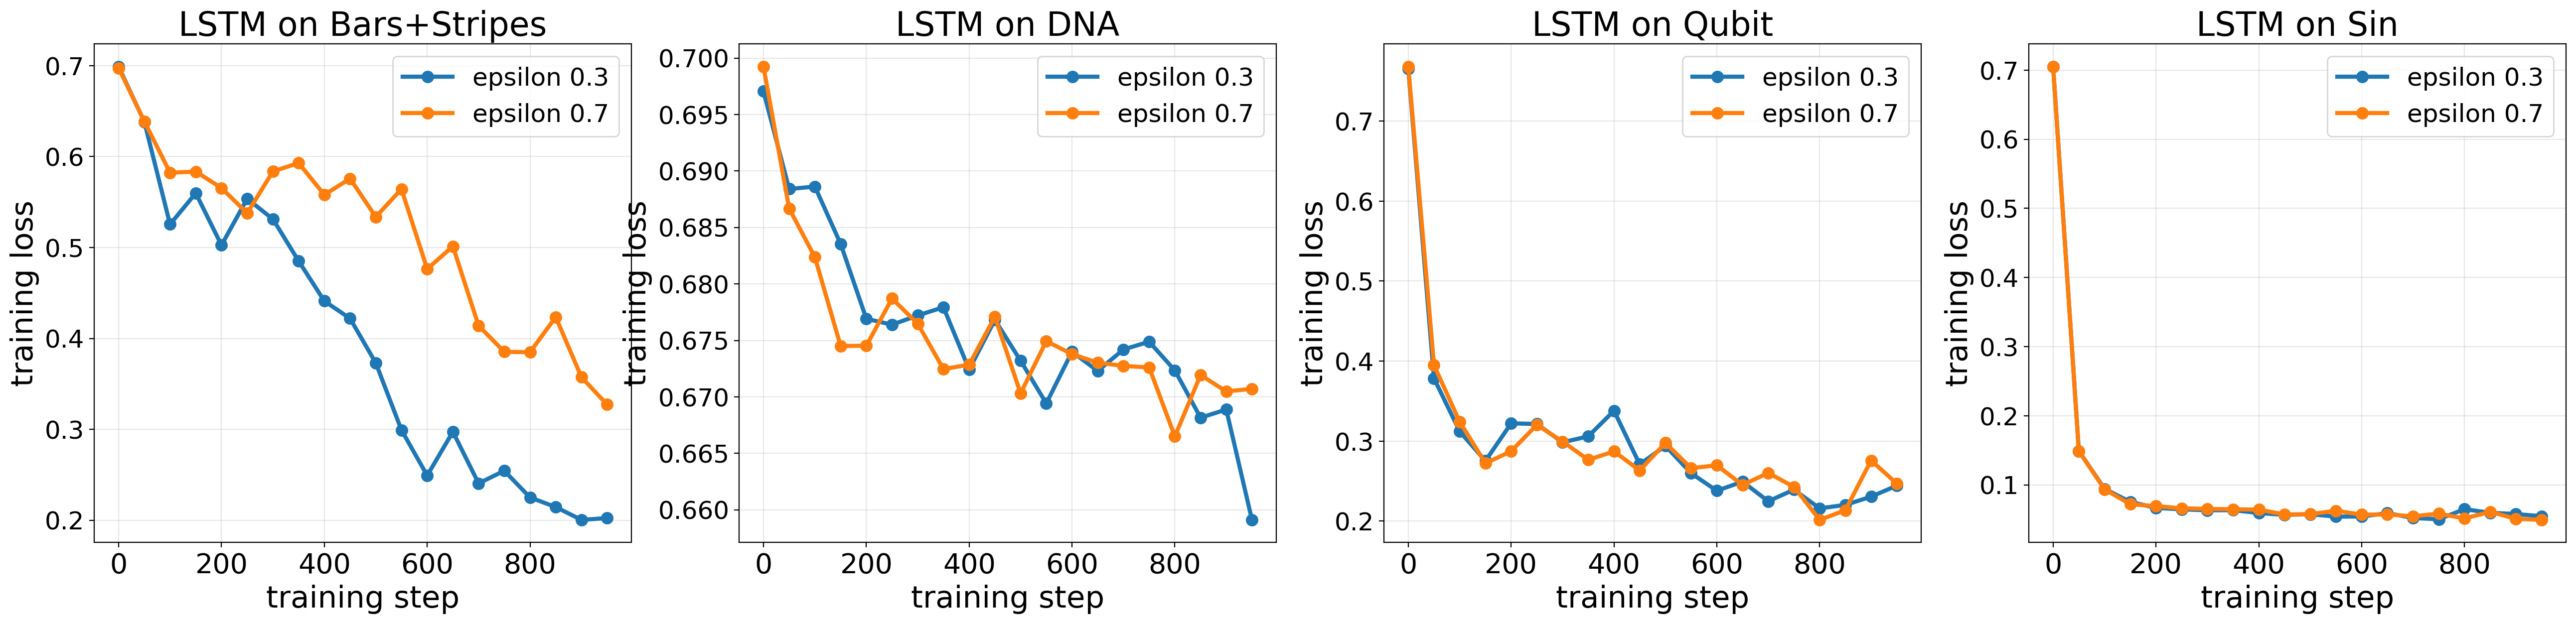 LSTM on Bars+Stripes
0.7
0.6
0.5
0.4
0.3
0.2
training loss
epsilon 0.3
epsilon 0.7
0
200
400
600
800
training step
LSTM on DNA
0.700
0.695
0.690
0.685
0.680
0.675
0.670
0.665
0.660
training loss
epsilon 0.3
epsilon 0.7
0
200
400
600
800
training step
LSTM on Qubit
0.7
0.6
0.5
0.4
0.3
0.2
training loss
epsilon 0.3
epsilon 0.7
0
200
400
600
800
training step
LSTM on Sin
0.7
0.6
0.5
0.4
0.3
0.2
0.1
training loss
epsilon 0.3
epsilon 0.7
0
200
400
600
800
training step